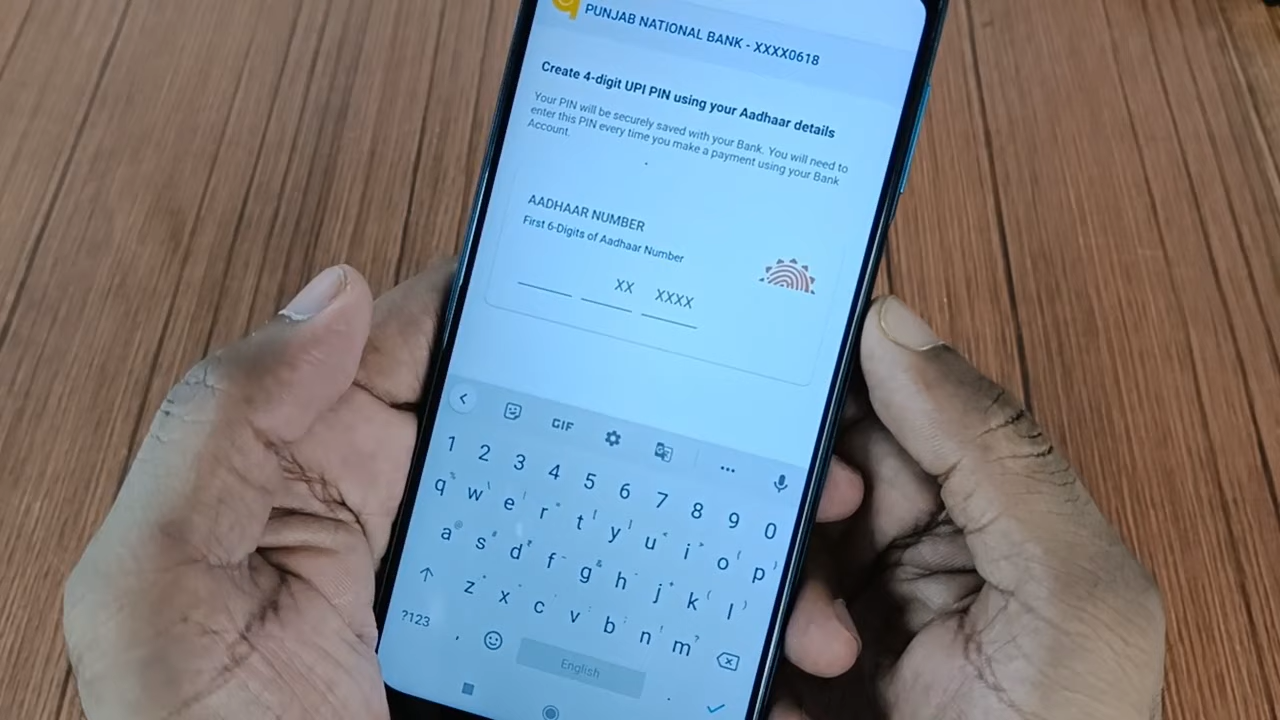 PUNJAB NATIONAL BANK - XXXX0618
Create 4-digit UPI PIN using your Aadhaar details
Your PIN will be securely saved with your Bank. You will need to
enter this PIN every time you make a payment using your Bank
Account.
AADHAAR NUMBER
First 6-Digits of Aadhaar Number
XX XXXX
GIF
1 2 3 4 5 6 7 8 9 0
q w e r t y u i o p
a s d f g h j k l
z x c v b n m
?123 , English .